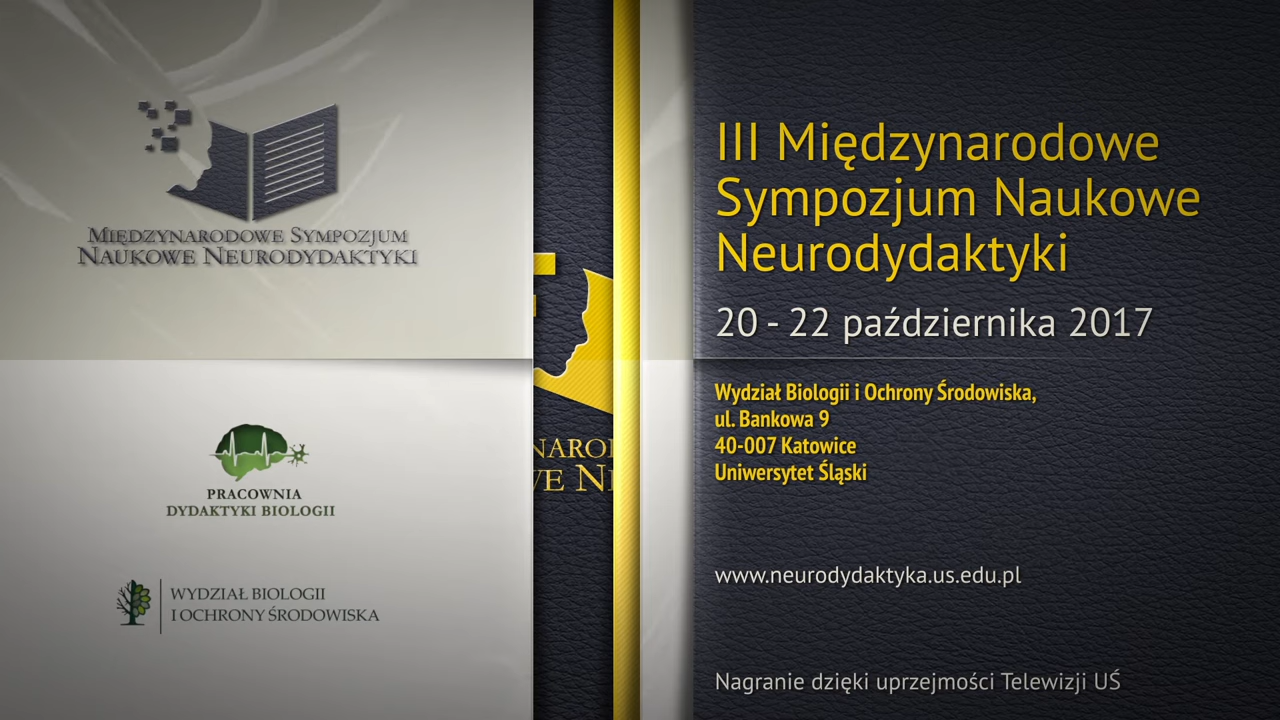 Międzynarodowe Sympozjum
Naukowe Neurodydaktyki
PRACOWNIA
DYDAKTYKI BIOLOGII
WYDZIAŁ BIOLOGII
I OCHRONY ŚRODOWISKA
III Międzynarodowe
Sympozjum Naukowe
Neurodydaktyki
20 - 22 października 2017
Wydział Biologii i Ochrony Środowiska,
ul. Bankowa 9
40-007 Katowice
Uniwersytet Śląski
www.neurodydaktyka.us.edu.pl
Nagranie dzięki uprzejmości Telewizji UŚ